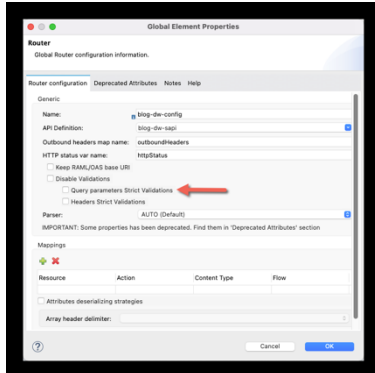 Global Element Properties
Router
Global Router configuration information.
Router configuration Deprecated Attributes Notes Help
Generic
Name: blog-dw-config
API Definition: blog-dw-sapi
Outbound headers map name: outboundHeaders
HTTP status var name: httpStatus
Keep RAML/OAS base URI
Disable Validations
Query parameters Strict Validations
Headers Strict Validations
Parser: AUTO (Default)
IMPORTANT: Some properties has been deprecated. Find them in 'Deprecated Attributes' section
Mappings
Resource Action Content Type Flow
Attributes deserializing strategies
Array header delimiter:
? Cancel OK